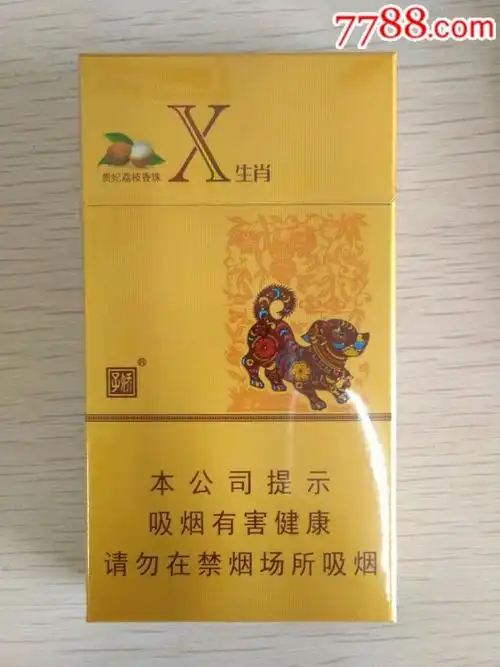 7788.com
X生肖
贵妃荔枝香珠
®
本公司提示
吸烟有害健康
请勿在禁烟场所吸烟